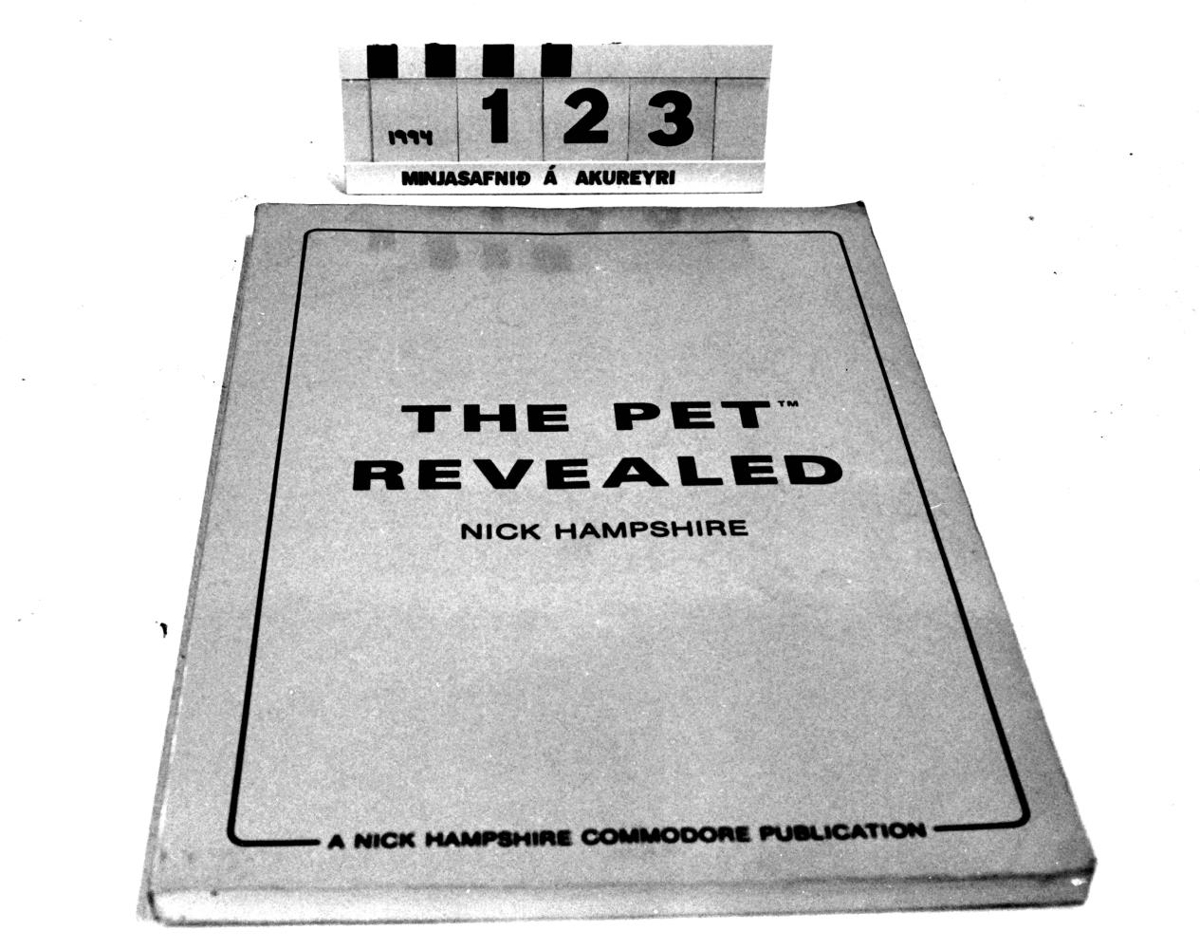 1994 1 2 3
MINJASAFNIÐ Á AKUREYRI
THE PET™
REVEALED
NICK HAMPSHIRE
A NICK HAMPSHIRE COMMODORE PUBLICATION